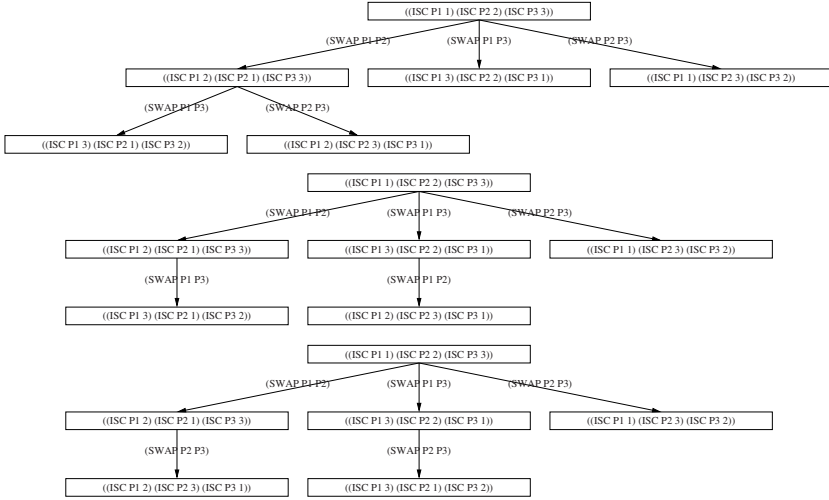 ((ISC P1 1) (ISC P2 2) (ISC P3 3))
(SWAP P1 P2) (SWAP P1 P3) (SWAP P2 P3)
((ISC P1 2) (ISC P2 1) (ISC P3 3)) ((ISC P1 3) (ISC P2 2) (ISC P3 1)) ((ISC P1 1) (ISC P2 3) (ISC P3 2))
(SWAP P1 P3) (SWAP P2 P3)
((ISC P1 3) (ISC P2 1) (ISC P3 2)) ((ISC P1 2) (ISC P2 3) (ISC P3 1))
((ISC P1 1) (ISC P2 2) (ISC P3 3))
(SWAP P1 P2) (SWAP P1 P3) (SWAP P2 P3)
((ISC P1 2) (ISC P2 1) (ISC P3 3)) ((ISC P1 3) (ISC P2 2) (ISC P3 1)) ((ISC P1 1) (ISC P2 3) (ISC P3 2))
(SWAP P1 P3) (SWAP P1 P2)
((ISC P1 3) (ISC P2 1) (ISC P3 2)) ((ISC P1 2) (ISC P2 3) (ISC P3 1))
((ISC P1 1) (ISC P2 2) (ISC P3 3))
(SWAP P1 P2) (SWAP P1 P3) (SWAP P2 P3)
((ISC P1 2) (ISC P2 1) (ISC P3 3)) ((ISC P1 3) (ISC P2 2) (ISC P3 1)) ((ISC P1 1) (ISC P2 3) (ISC P3 2))
(SWAP P2 P3) (SWAP P2 P3)
((ISC P1 2) (ISC P2 3) (ISC P3 1)) ((ISC P1 3) (ISC P2 1) (ISC P3 2))